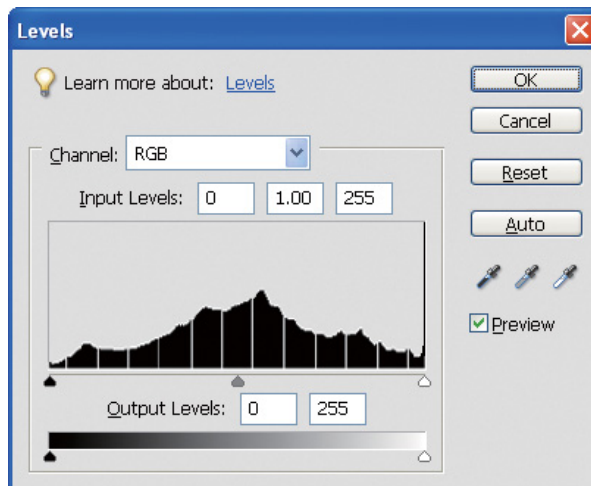 Levels
Learn more about: Levels
OK
Cancel
Channel: RGB
Reset
Input Levels: 0 1.00 255
Auto
Preview
Output Levels: 0 255